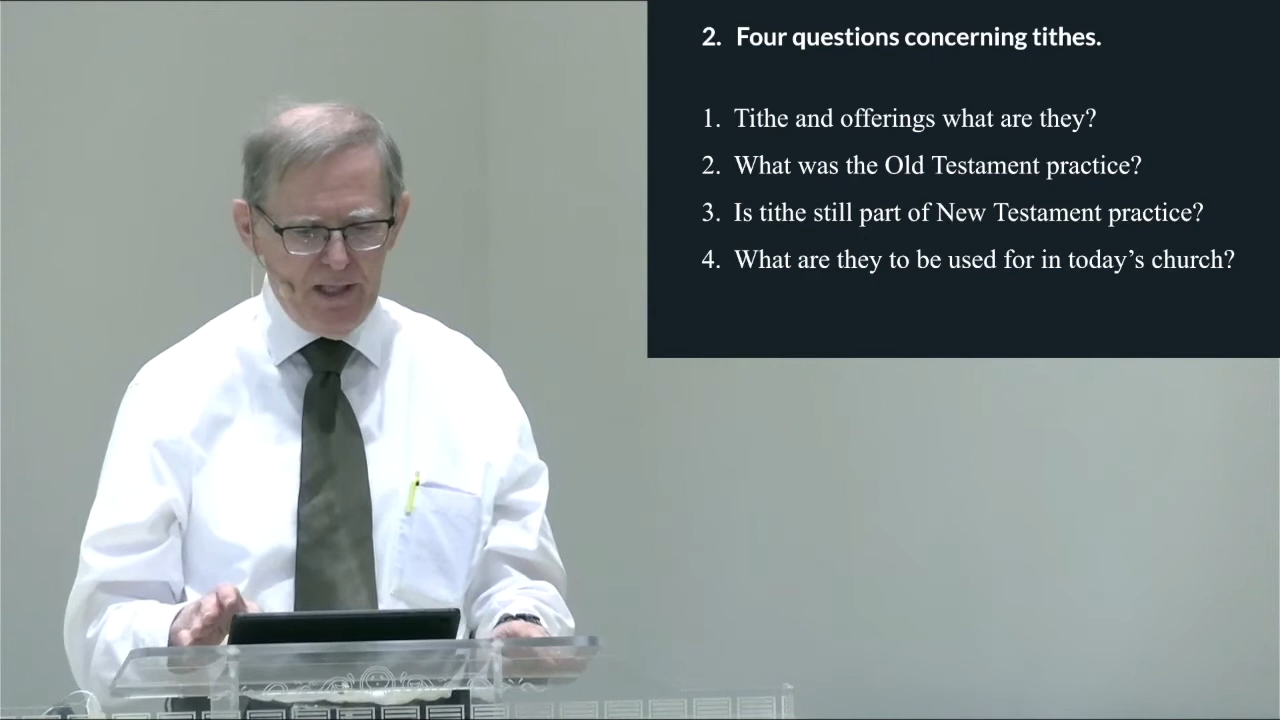 2. Four questions concerning tithes.
1. Tithe and offerings what are they?
2. What was the Old Testament practice?
3. Is tithe still part of New Testament practice?
4. What are they to be used for in today’s church?